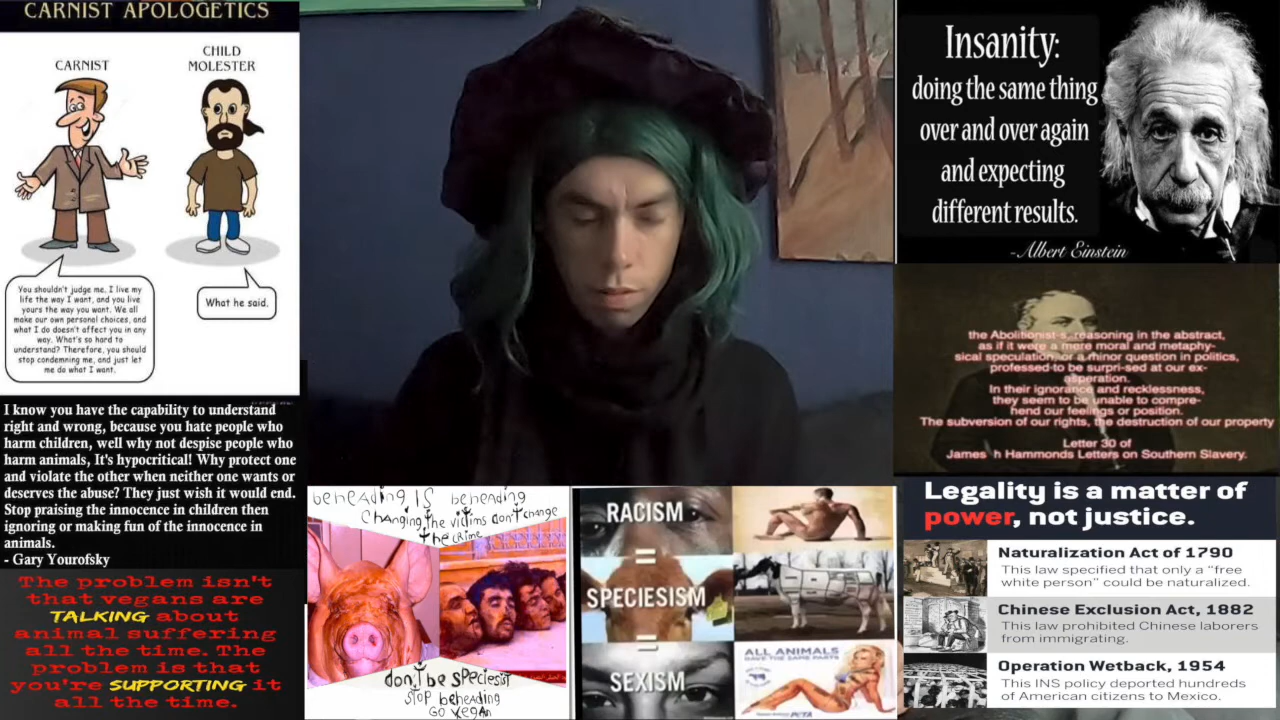 CARNIST APOLOGETICS
CARNIST
CHILD
MOLESTER
You shouldn't judge me, I live my
life the way I want, and you live
yours the way you want. We all
make our own personal choices, and
what I do doesn't affect you in any
way. What's so hard to
understand? Therefore, you should
stop condemning me, and just let
me do what I want.
What he said.
I know you have the capability to understand
right and wrong, because you hate people who
harm children, well why not despise people who
harm animals, It's hypocritical! Why protect one
and violate the other when neither one wants or
deserves the abuse? They just wish it would end.
Stop praising the innocence in children then
ignoring or making fun of the innocence in
animals.
- Gary Yourofsky
The problem isn't
that vegans are
TALKING about
animal suffering
all the time. The
problem is that
you're SUPPORTING it
all the time.
beheading IS beheading
Changing the victims don't change
the crime
don't be speciesist
STOP beheading
GO vegan
RACISM
=
SPECIESISM
=
SEXISM
ALL ANIMALS
HAVE THE SAME PARTS
PETA
Insanity:
doing the same thing
over and over again
and expecting
different results.
-Albert Einstein
the Abolitionist-s, reasoning in the abstract,
as if it were a mere moral and metaphy-
sical speculation, or a minor question in politics,
professed to be surpri-sed at our ex-
asperation.
In their ignorance and recklessness,
they seem to be unable to compre-
hend our feelings or position.
The subversion of our rights, the destruction of our property
Letter 30 of
James h Hammonds Letters on Southern Slavery.
Legality is a matter of
power, not justice.
Naturalization Act of 1790
This law specified that only a "free
white person" could be naturalized.
Chinese Exclusion Act, 1882
This law prohibited Chinese laborers
from immigrating.
Operation Wetback, 1954
This INS policy deported hundreds
of American citizens to Mexico.